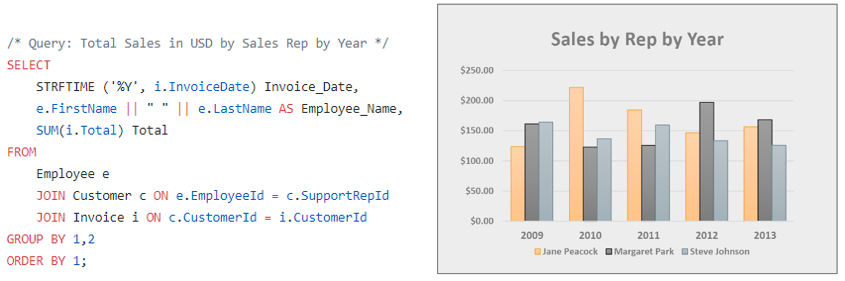 /* Query: Total Sales in USD by Sales Rep by Year */
SELECT
STRFTIME ('%Y', i.InvoiceDate) Invoice_Date,
e.FirstName || " " || e.LastName AS Employee_Name,
SUM(i.Total) Total
FROM
Employee e
JOIN Customer c ON e.EmployeeId = c.SupportRepId
JOIN Invoice i ON c.CustomerId = i.CustomerId
GROUP BY 1,2
ORDER BY 1;
Sales by Rep by Year
$250.00
$200.00
$150.00
$100.00
$50.00
$0.00
2009 2010 2011 2012 2013
Jane Peacock Margaret Park Steve Johnson